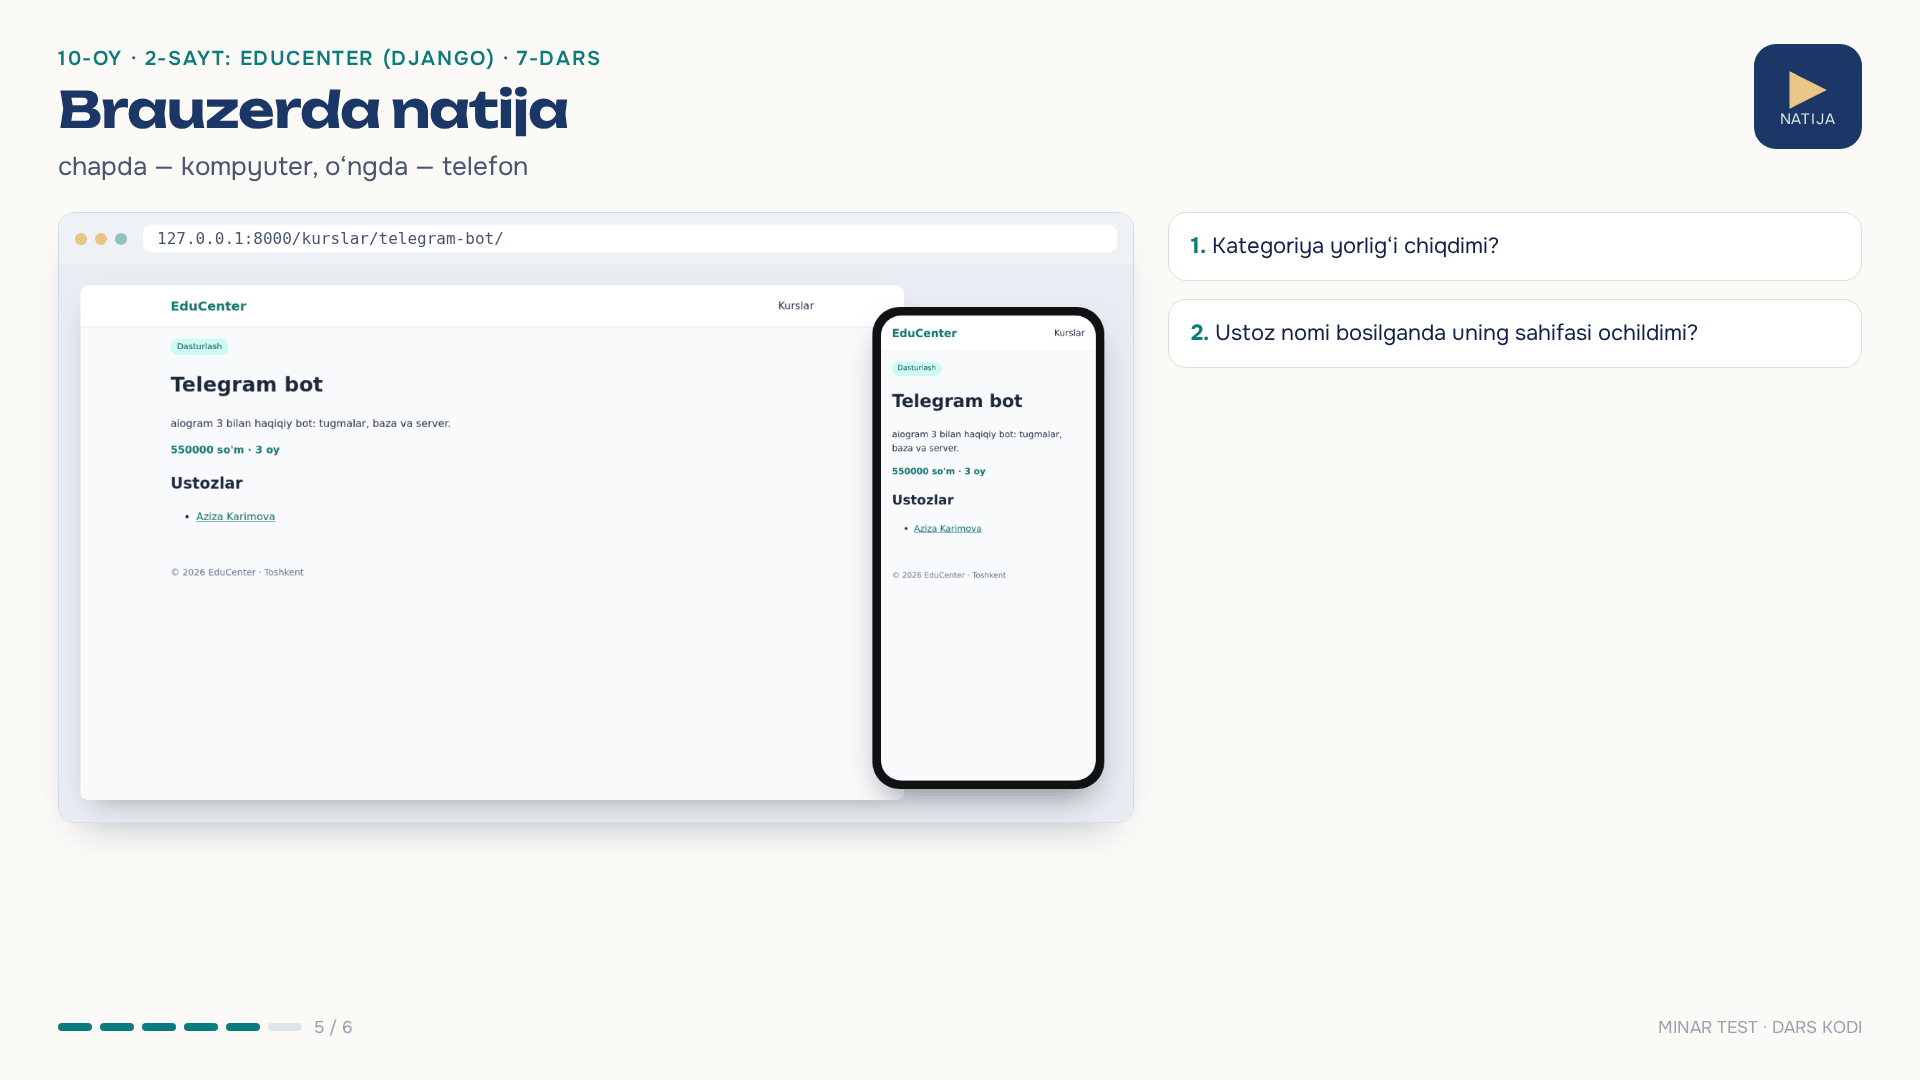 10-OY · 2-SAYT: EDUCENTER (DJANGO) · 7-DARS
Brauzerda natija
chapda — kompyuter, o‘ngda — telefon
NATIJA
127.0.0.1:8000/kurslar/telegram-bot/
EduCenter
Kurslar
Dasturlash
Telegram bot
aiogram 3 bilan haqiqiy bot: tugmalar, baza va server.
550000 so'm · 3 oy
Ustozlar
• Aziza Karimova
© 2026 EduCenter · Toshkent
EduCenter
Kurslar
Dasturlash
Telegram bot
aiogram 3 bilan haqiqiy bot: tugmalar,
baza va server.
550000 so'm · 3 oy
Ustozlar
• Aziza Karimova
© 2026 EduCenter · Toshkent
1. Kategoriya yorlig‘i chiqdimi?
2. Ustoz nomi bosilganda uning sahifasi ochildimi?
5 / 6
MINAR TEST · DARS KODI